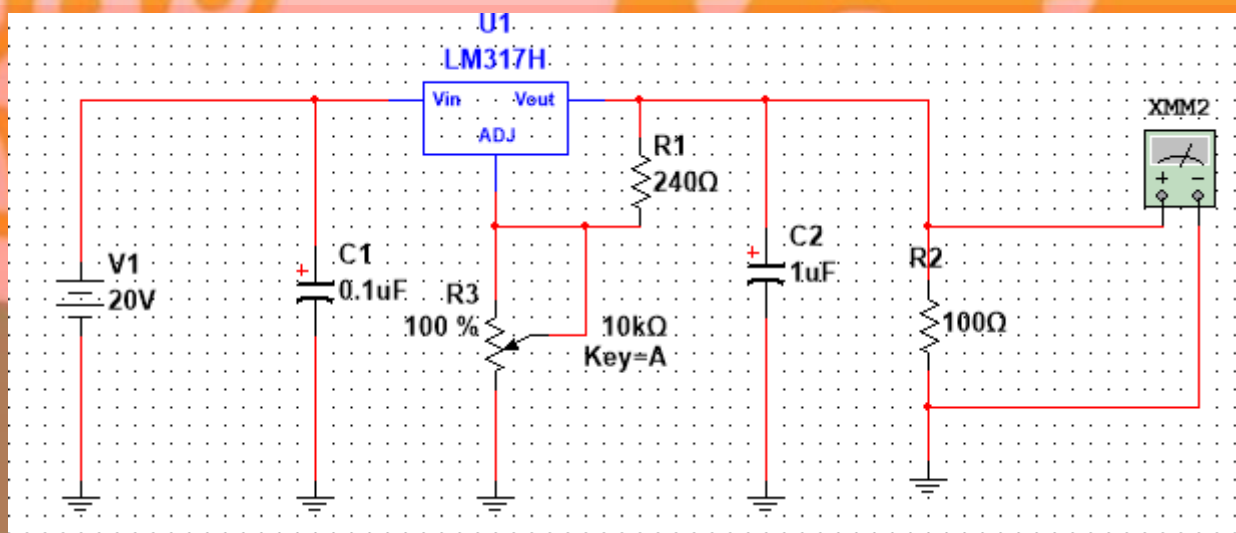 U1
LM317H
Vin Vout
ADJ
XMM2
+ −
R1
240Ω
V1
20V
+ C1
0.1uF
R3
100 %
10kΩ
Key=A
+ C2
1uF
R2
100Ω